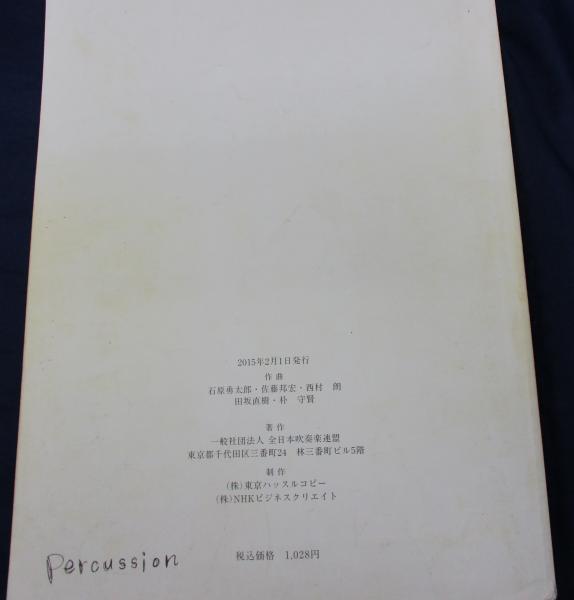 2015年2月1日発行
作 曲
石原勇太郎・佐藤邦宏・西村　朗
田坂直樹・朴　守賢
著 作
一般社団法人 全日本吹奏楽連盟
東京都千代田区三番町24　林三番町ビル5階
制 作
(株)東京ハッスルコピー
(株)NHKビジネスクリエイト
税込価格　1,028円
Percussion